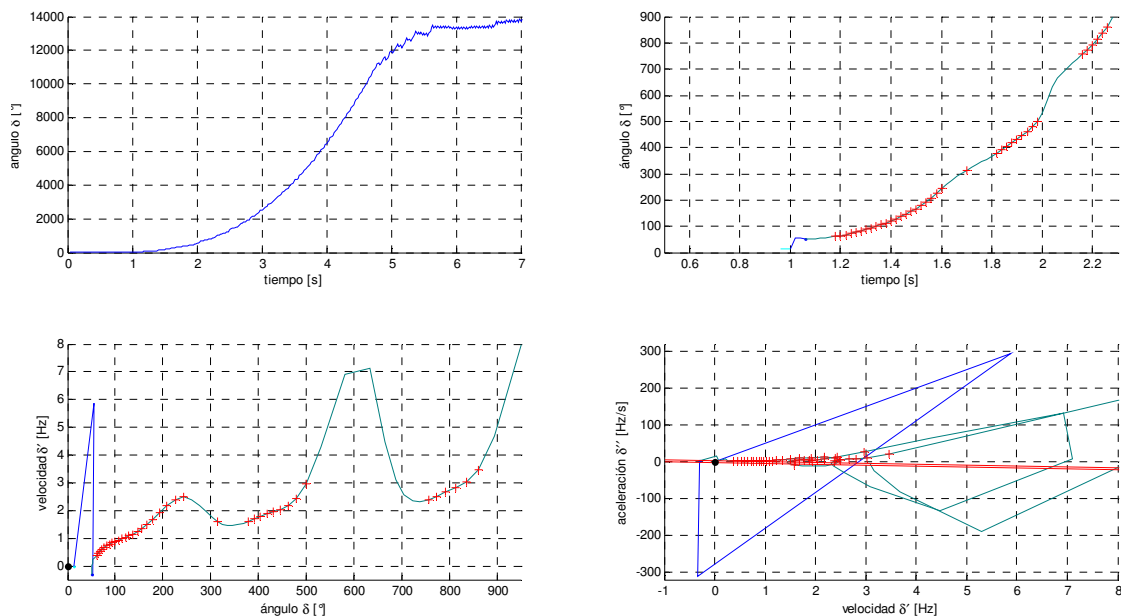 14000
12000
10000
8000
6000
4000
2000
0
ángulo δ [°]
0 1 2 3 4 5 6 7
tiempo [s]
900
800
700
600
500
400
300
200
100
0
ángulo δ [º]
0.6 0.8 1 1.2 1.4 1.6 1.8 2 2.2
tiempo [s]
8
7
6
5
4
3
2
1
0
velocidad δ′ [Hz]
0 100 200 300 400 500 600 700 800 900
ángulo δ [°]
300
200
100
0
-100
-200
-300
aceleración δ′′ [Hz/s]
-1 0 1 2 3 4 5 6 7 8
velocidad δ′ [Hz]